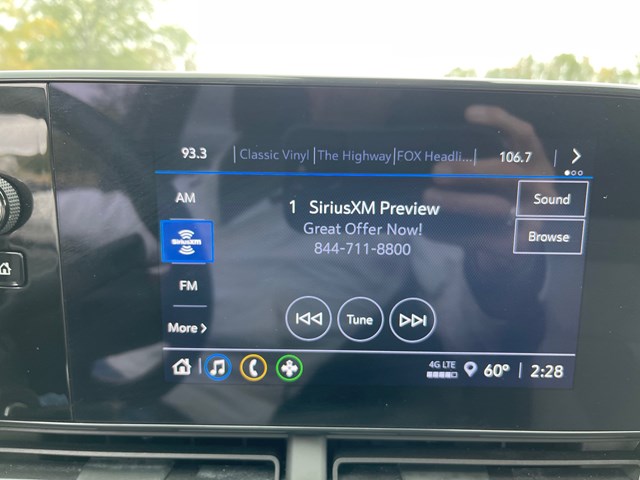 93.3 Classic Vinyl The Highway FOX Headli... 106.7
AM
1 SiriusXM Preview
Sound
Great Offer Now!
SiriusXM
844-711-8800
Browse
FM
More
Tune
4G LTE
60° 2:28